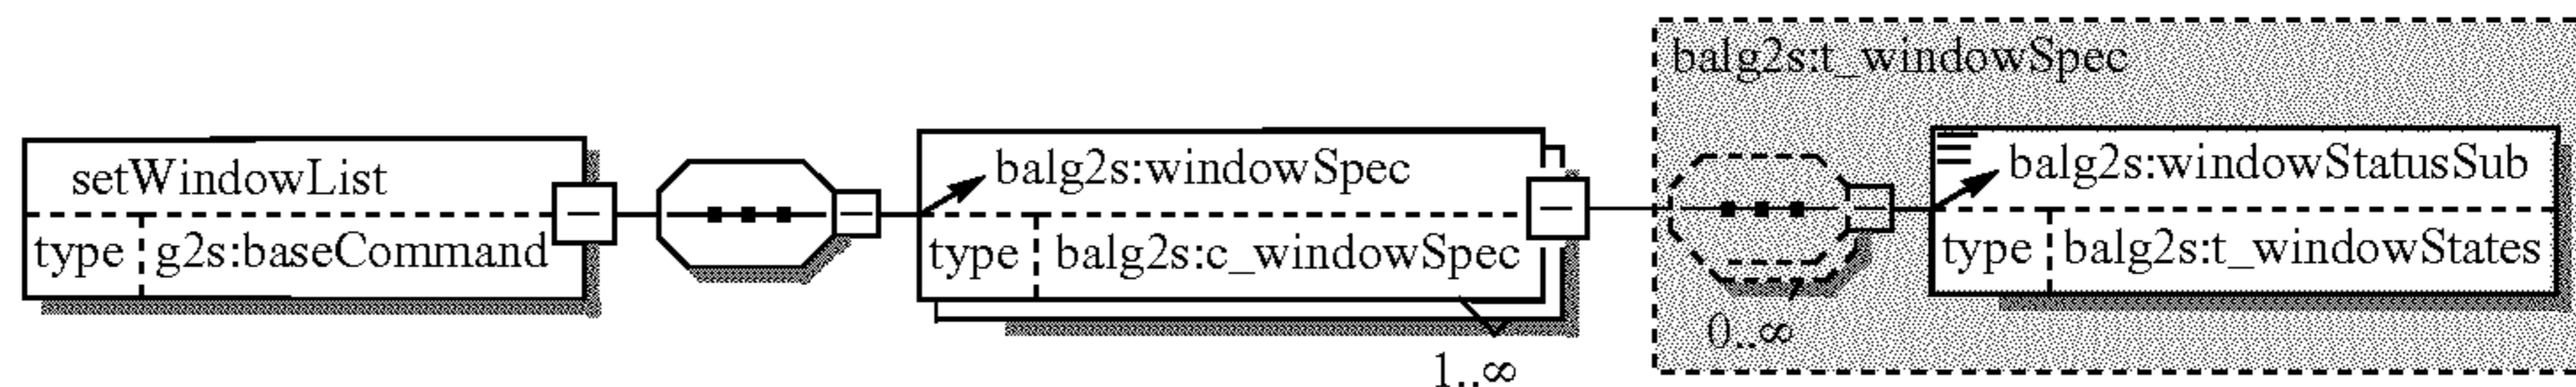 setWindowList
type g2s:baseCommand
balg2s:windowSpec
type balg2s:c_windowSpec
1..∞
balg2s:t_windowSpec
0..∞
balg2s:windowStatusSub
type balg2s:t_windowStates